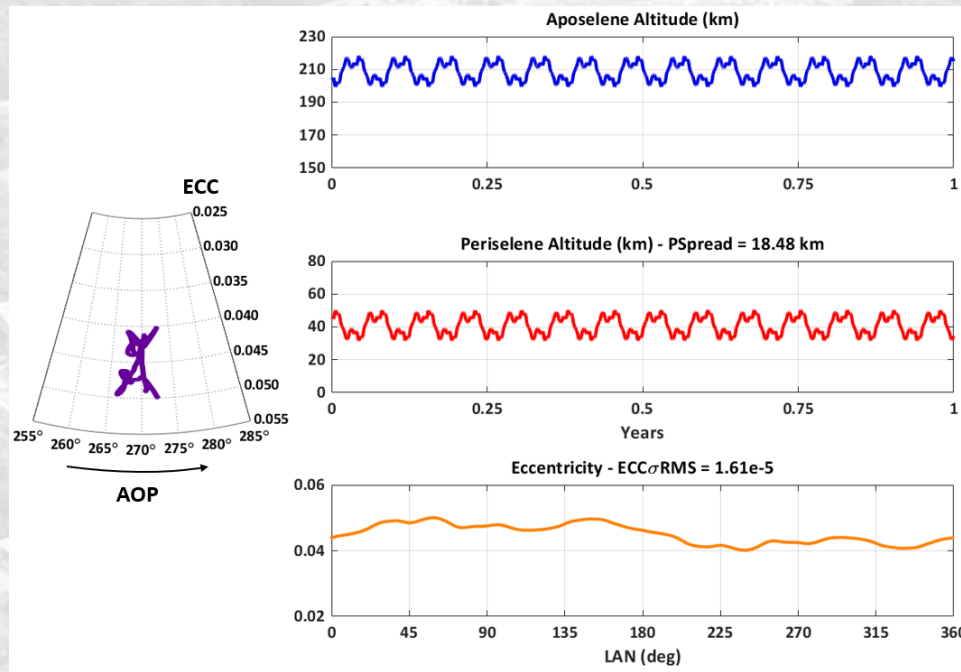 Aposelene Altitude (km)
230
210
190
170
150
0 0.25 0.5 0.75 1
ECC
0.025
0.030
0.035
0.040
0.045
0.050
0.055
255° 260° 265° 270° 275° 280° 285°
AOP
Periselene Altitude (km) - PSpread = 18.48 km
80
60
40
20
0
0 0.25 0.5 0.75 1
Years
Eccentricity - ECCσRMS = 1.61e-5
0.06
0.04
0.02
0 45 90 135 180 225 270 315 360
LAN (deg)